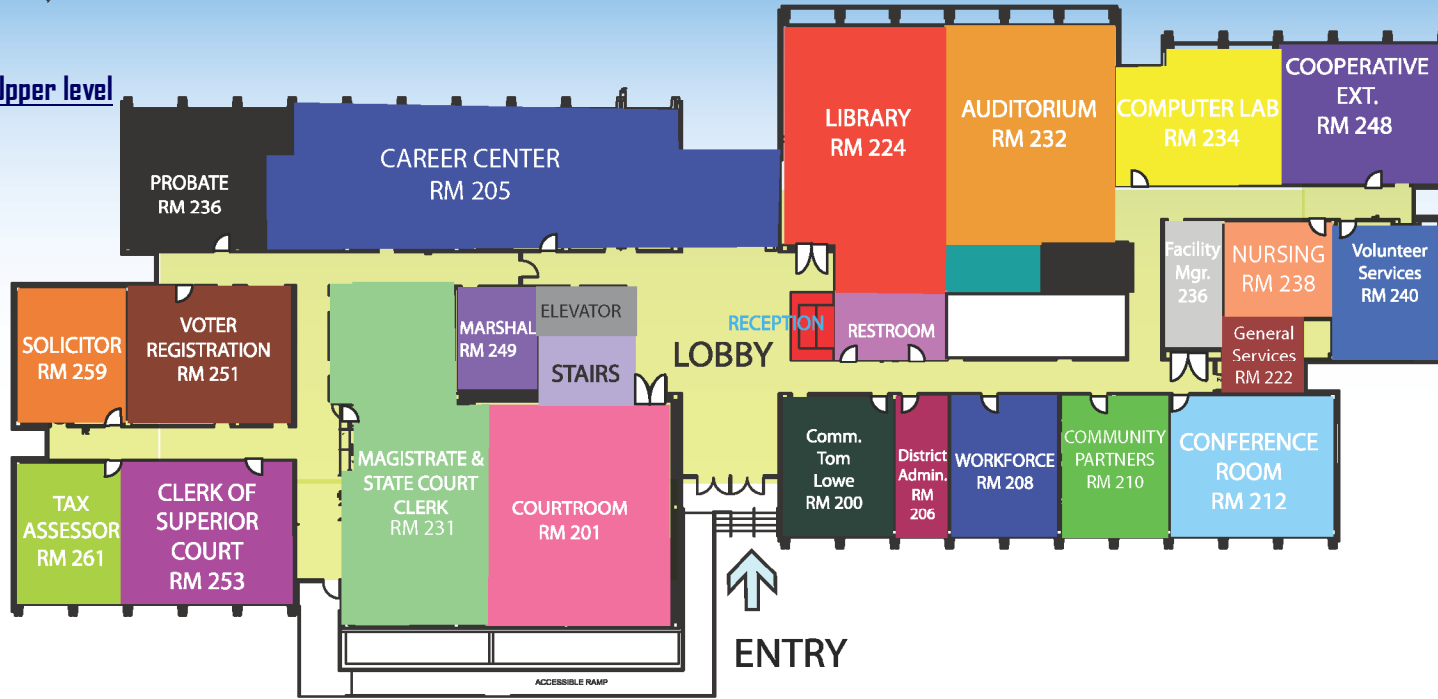 Upper level
PROBATE
RM 236
CAREER CENTER
RM 205
LIBRARY
RM 224
AUDITORIUM
RM 232
COMPUTER LAB
RM 234
COOPERATIVE
EXT.
RM 248
SOLICITOR
RM 259
VOTER
REGISTRATION
RM 251
MARSHAL
RM 249
ELEVATOR
STAIRS
RECEPTION
LOBBY
RESTROOM
Facility
Mgr.
236
NURSING
RM 238
Volunteer
Services
RM 240
General
Services
RM 222
TAX
ASSESSOR
RM 261
CLERK OF
SUPERIOR
COURT
RM 253
MAGISTRATE &
STATE COURT
CLERK
RM 231
COURTROOM
RM 201
Comm.
Tom
Lowe
RM 200
District
Admin.
RM
206
WORKFORCE
RM 208
COMMUNITY
PARTNERS
RM 210
CONFERENCE
ROOM
RM 212
ENTRY
ACCESSIBLE RAMP